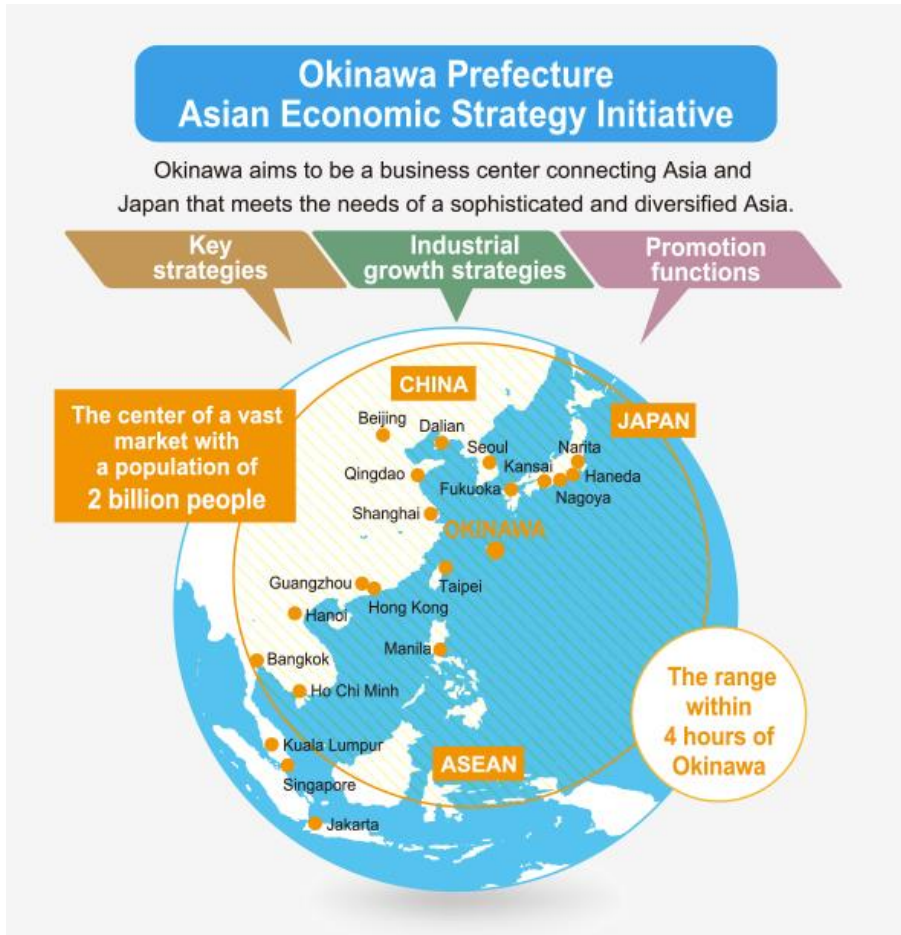 Okinawa Prefecture
Asian Economic Strategy Initiative
Okinawa aims to be a business center connecting Asia and
Japan that meets the needs of a sophisticated and diversified Asia.
Key
strategies
Industrial
growth strategies
Promotion
functions
The center of a vast
market with
a population of
2 billion people
CHINA
JAPAN
Beijing
Dalian
Seoul
Narita
Kansai
Qingdao
Haneda
Fukuoka
Nagoya
Shanghai
OKINAWA
Taipei
Guangzhou
Hong Kong
Hanoi
Manila
Bangkok
Ho Chi Minh
The range
within
4 hours of
Okinawa
Kuala Lumpur
ASEAN
Singapore
Jakarta